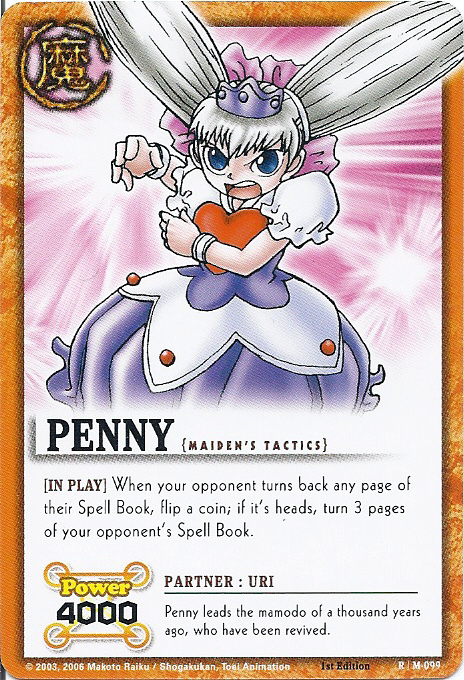 魔
PENNY {MAIDEN'S TACTICS}
[IN PLAY] When your opponent turns back any page of
their Spell Book, flip a coin; if it's heads, turn 3 pages
of your opponent's Spell Book.
Power
4000
PARTNER : URI
Penny leads the mamodo of a thousand years
ago, who have been revived.
© 2003, 2006 Makoto Raiku / Shogakukan, Toei Animation 1st Edition R | M-099